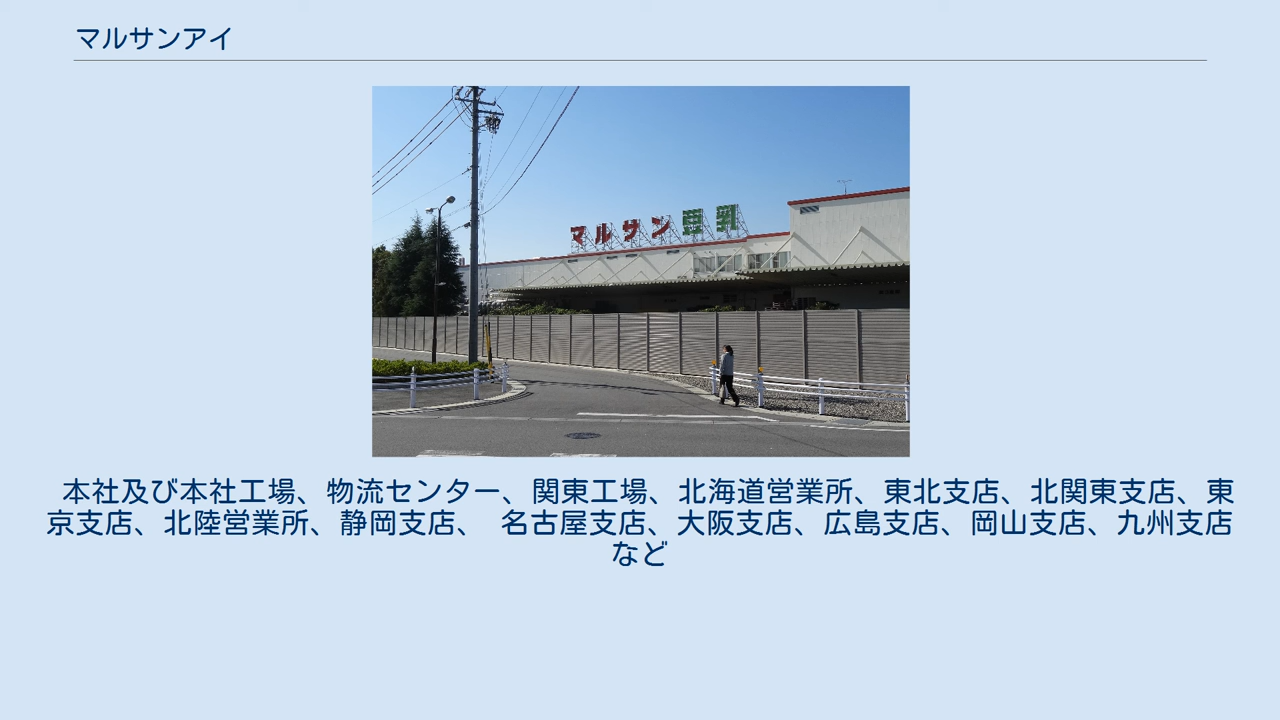 マルサンアイ
マルサン豆乳
本社及び本社工場、物流センター、関東工場、北海道営業所、東北支店、北関東支店、東
京支店、北陸営業所、静岡支店、 名古屋支店、大阪支店、広島支店、岡山支店、九州支店
など